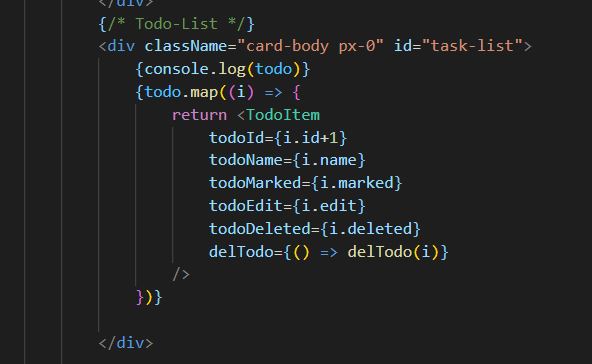 </div>
{/* Todo-List */}
<div className="card-body px-0" id="task-list">
{console.log(todo)}
{todo.map((i) => {
return <TodoItem
todoId={i.id+1}
todoName={i.name}
todoMarked={i.marked}
todoEdit={i.edit}
todoDeleted={i.deleted}
delTodo={() => delTodo(i)}
/>
})}
</div>